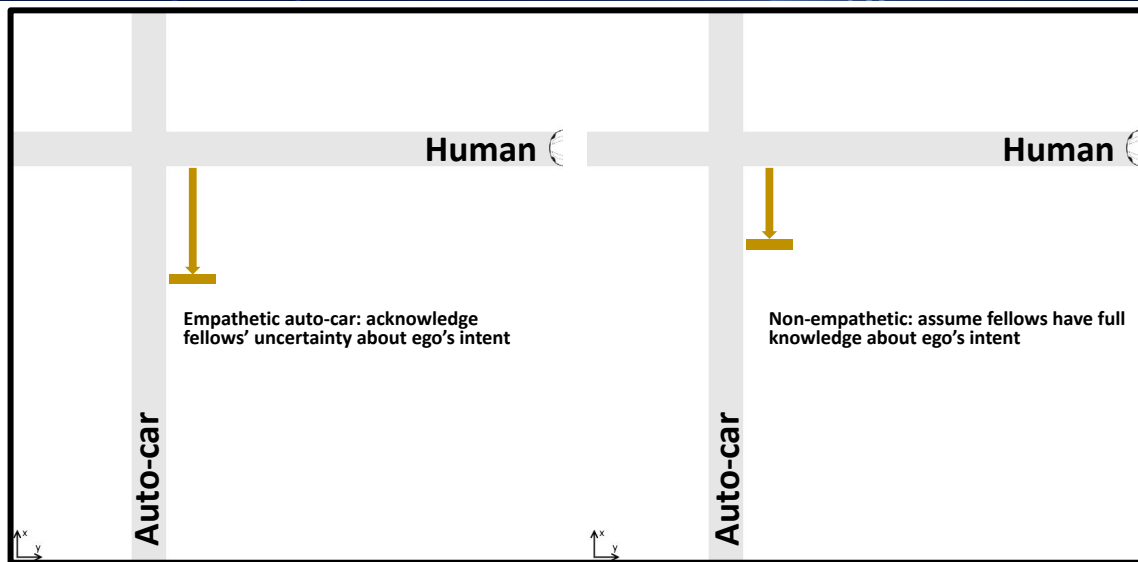 Human
Empathetic auto-car: acknowledge
fellows' uncertainty about ego's intent
Auto-car
x
y
Human
Non-empathetic: assume fellows have full
knowledge about ego's intent
Auto-car
x
y